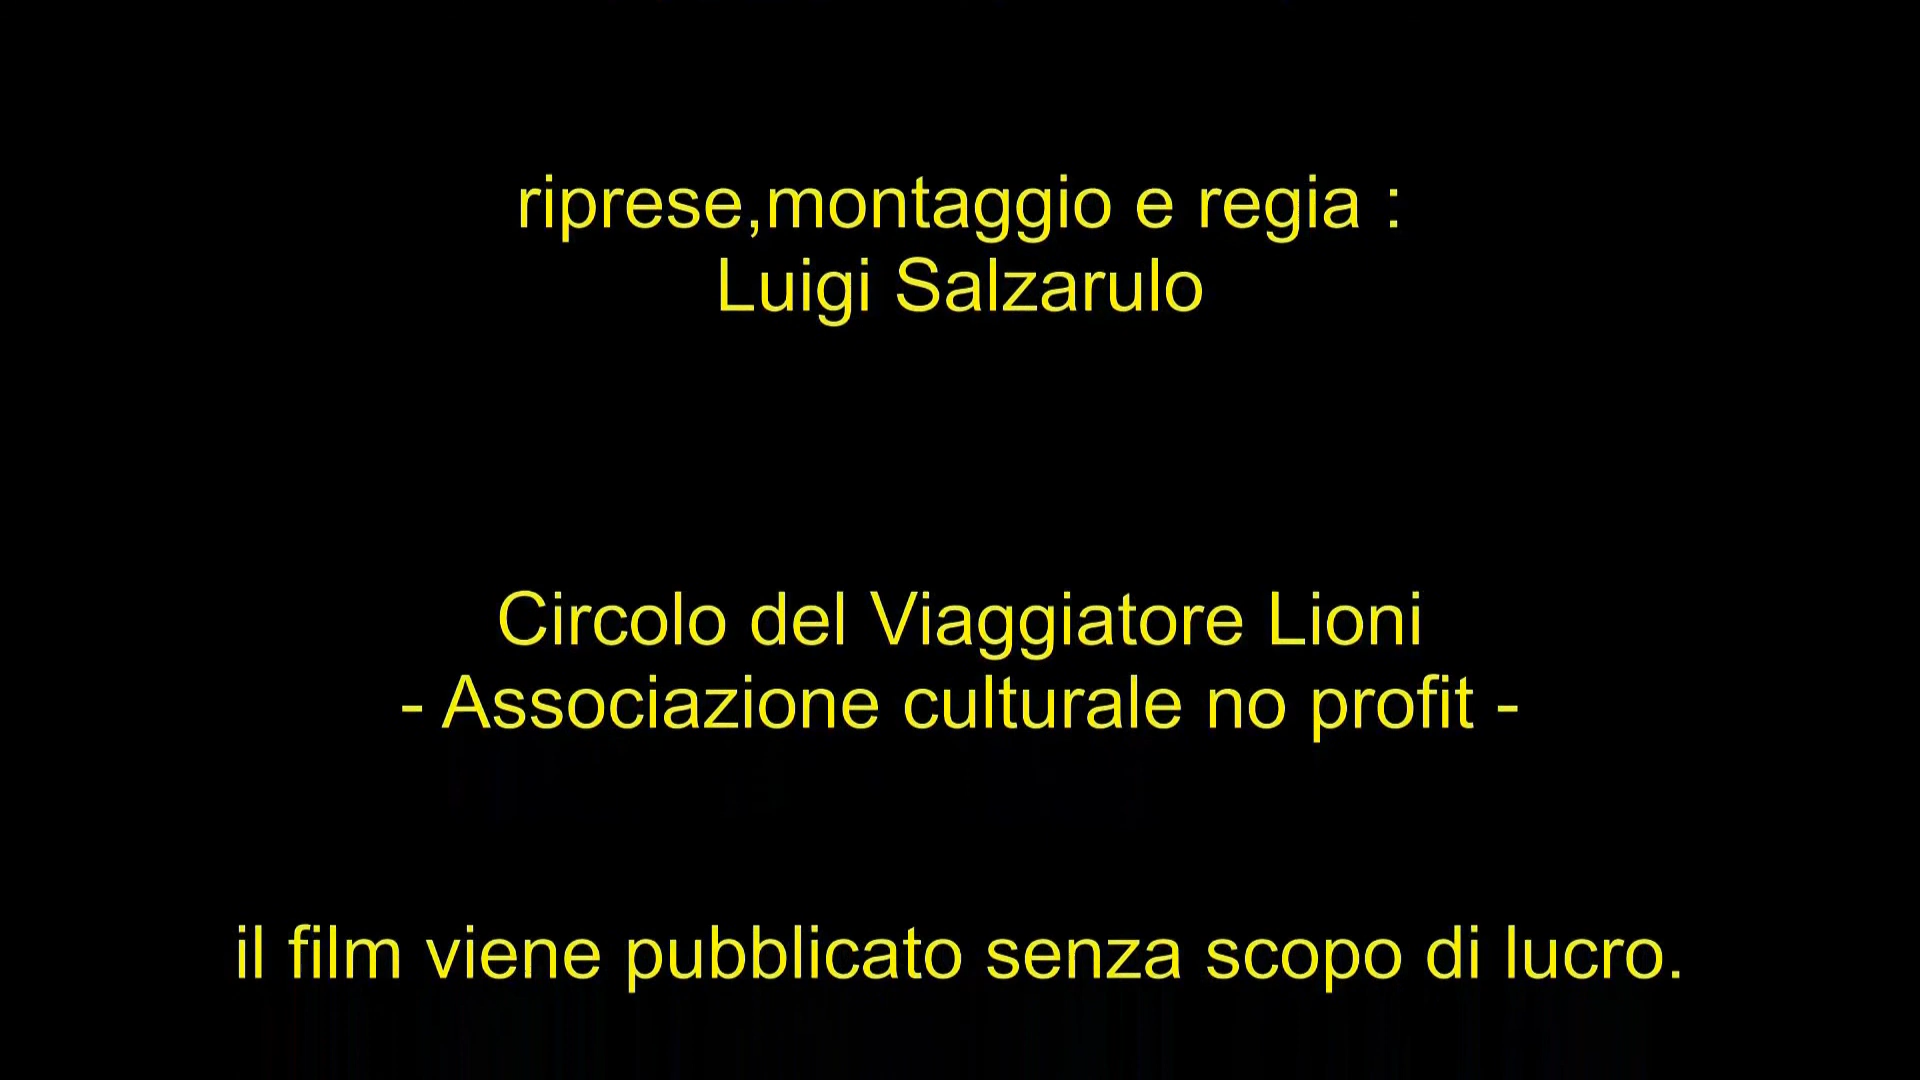 riprese,montaggio e regia :
Luigi Salzarulo
Circolo del Viaggiatore Lioni
- Associazione culturale no profit -
il film viene pubblicato senza scopo di lucro.